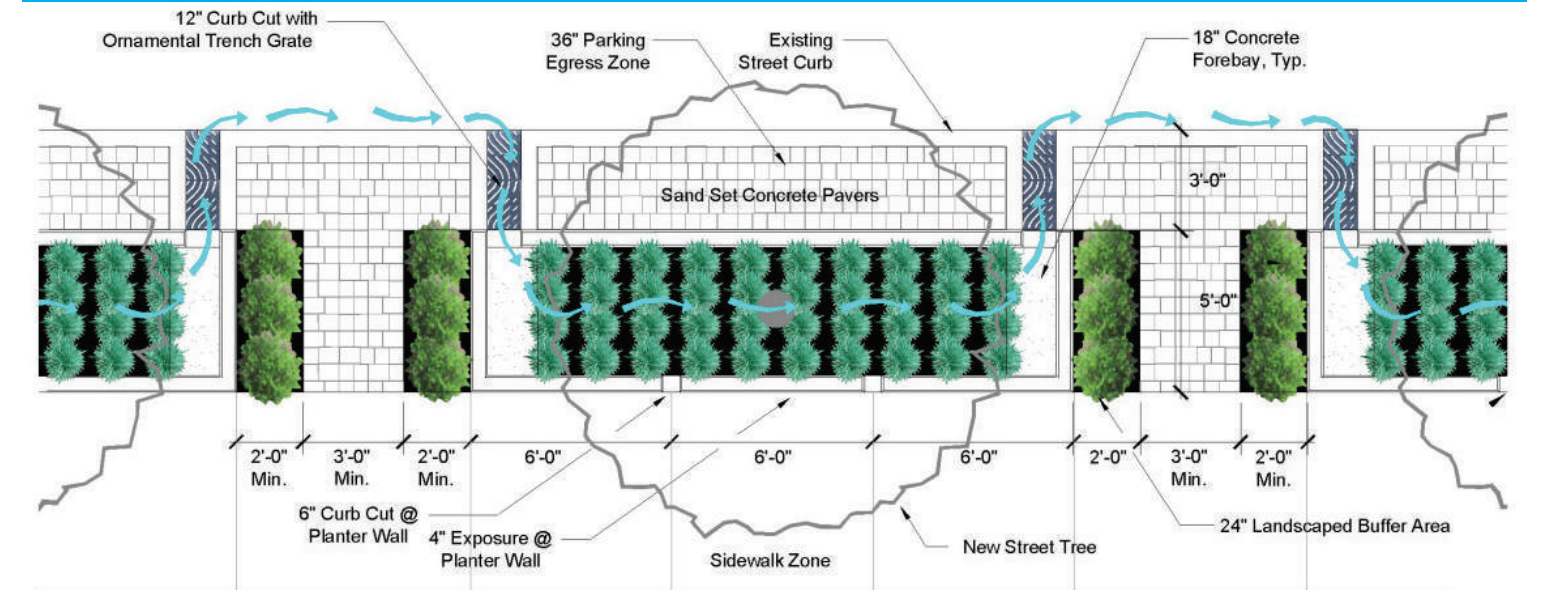 12" Curb Cut with
Ornamental Trench Grate
36" Parking
Egress Zone
Existing
Street Curb
18" Concrete
Forebay, Typ.
Sand Set Concrete Pavers
3'-0"
5'-0"
2'-0"
Min.
3'-0"
Min.
2'-0"
Min.
6'-0"
6'-0"
6'-0"
2'-0"
3'-0"
Min.
2'-0"
Min.
6" Curb Cut @
Planter Wall
4" Exposure @
Planter Wall
Sidewalk Zone
New Street Tree
24" Landscaped Buffer Area